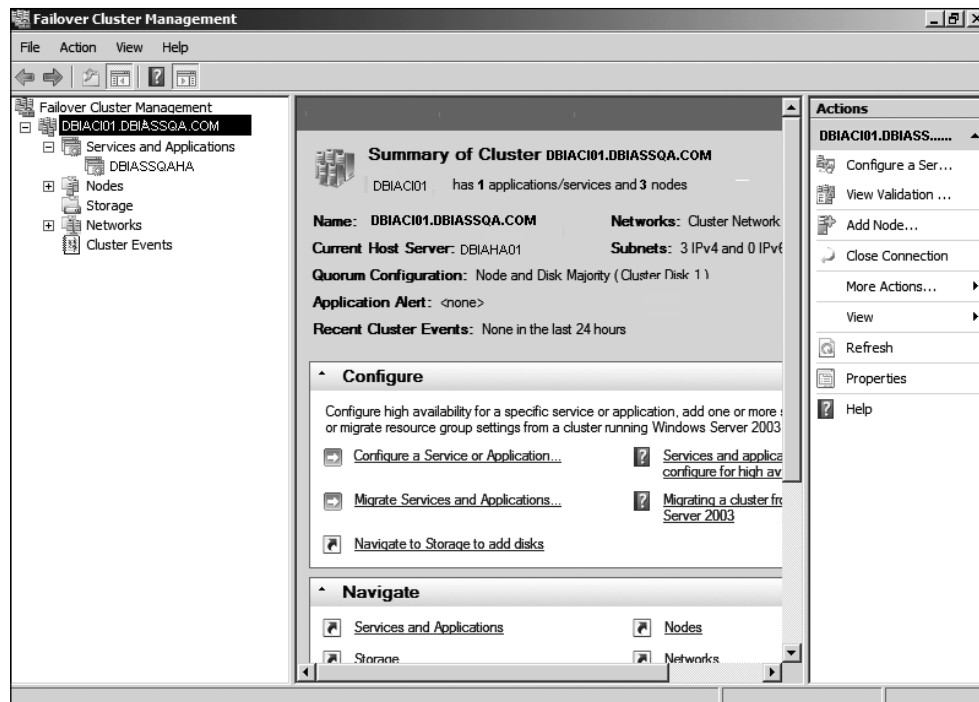 Failover Cluster Management
File Action View Help
Failover Cluster Management
DBIACI01.DBIASSQA.COM
Services and Applications
DBIASSQAHA
Nodes
Storage
Networks
Cluster Events
Summary of Cluster DBIACI01.DBIASSQA.COM
DBIACI01 has 1 applications/services and 3 nodes
Name: DBIACI01.DBIASSQA.COM
Networks: Cluster Network
Current Host Server: DBIAHA01
Subnets: 3 IPv4 and 0 IPv6
Quorum Configuration: Node and Disk Majority (Cluster Disk 1)
Application Alert: <none>
Recent Cluster Events: None in the last 24 hours
Configure
Configure high availability for a specific service or application, add one or more
or migrate resource group settings from a cluster running Windows Server 2003
Configure a Service or Application...
Services and applica
configure for high av
Migrate Services and Applications...
Migrating a cluster fro
Server 2003
Navigate to Storage to add disks
Navigate
Services and Applications
Nodes
Storage
Networks
Actions
DBIACI01.DBIASS......
Configure a Ser...
View Validation ...
Add Node...
Close Connection
More Actions...
View
Refresh
Properties
Help